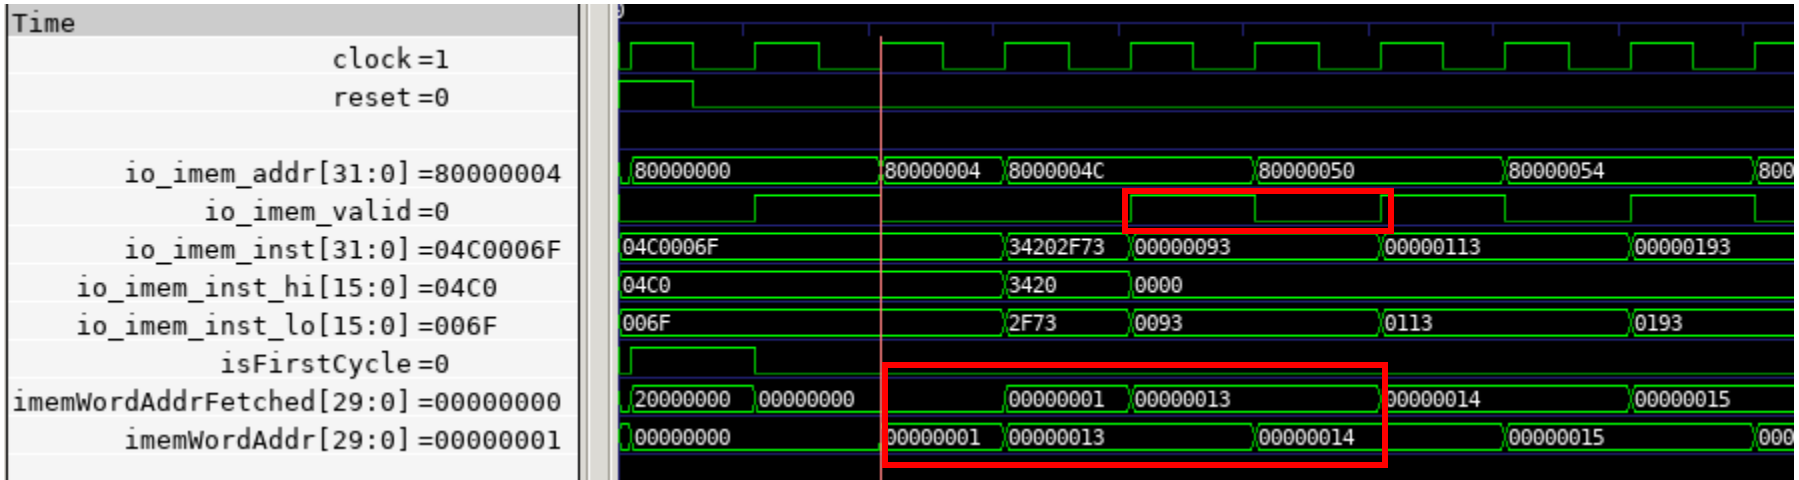 Time
clock=1
reset=0
io_imem_addr[31:0]=80000004 80000000 80000004 8000004C 80000050 80000054 800
io_imem_valid=0
io_imem_inst[31:0]=04C0006F 04C0006F 34202F73 00000093 00000113 00000193
io_imem_inst_hi[15:0]=04C0 04C0 3420 0000
io_imem_inst_lo[15:0]=006F 006F 2F73 0093 0113 0193
isFirstCycle=0
imemWordAddrFetched[29:0]=00000000 20000000 00000000 00000001 00000013 00000014 00000015
imemWordAddr[29:0]=00000001 00000000 00000001 00000013 00000014 00000015 000